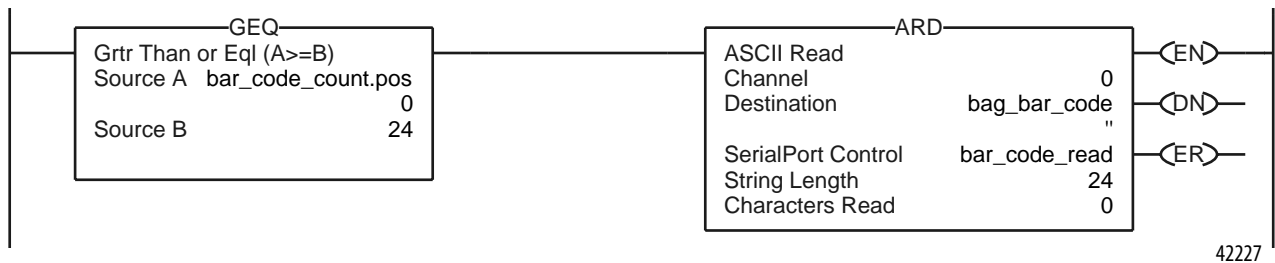 GEQ
Grtr Than or Eql (A>=B)
Source A bar_code_count.pos
0
Source B 24
ARD
ASCII Read
Channel 0
Destination bag_bar_code
''
SerialPort Control bar_code_read
String Length 24
Characters Read 0
EN
DN
ER
42227